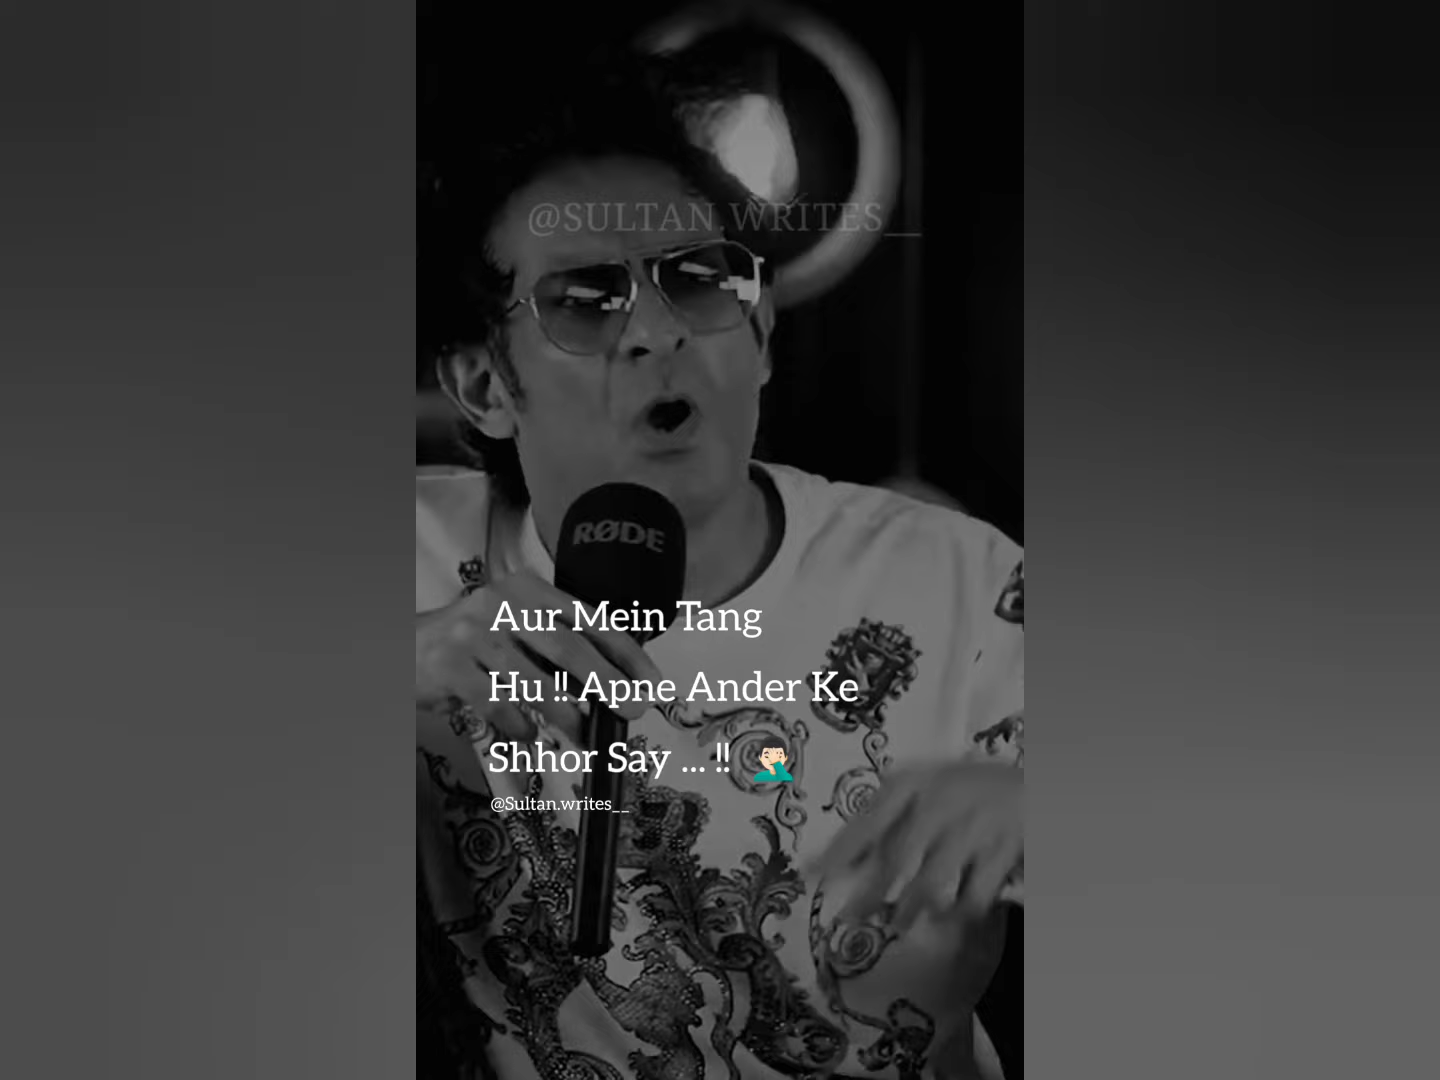 @SULTAN.WRITES__
RØDE
Aur Mein Tang
Hu !! Apne Ander Ke
Shhor Say ... !! 🤦🏻‍♂️
@Sultan.writes__